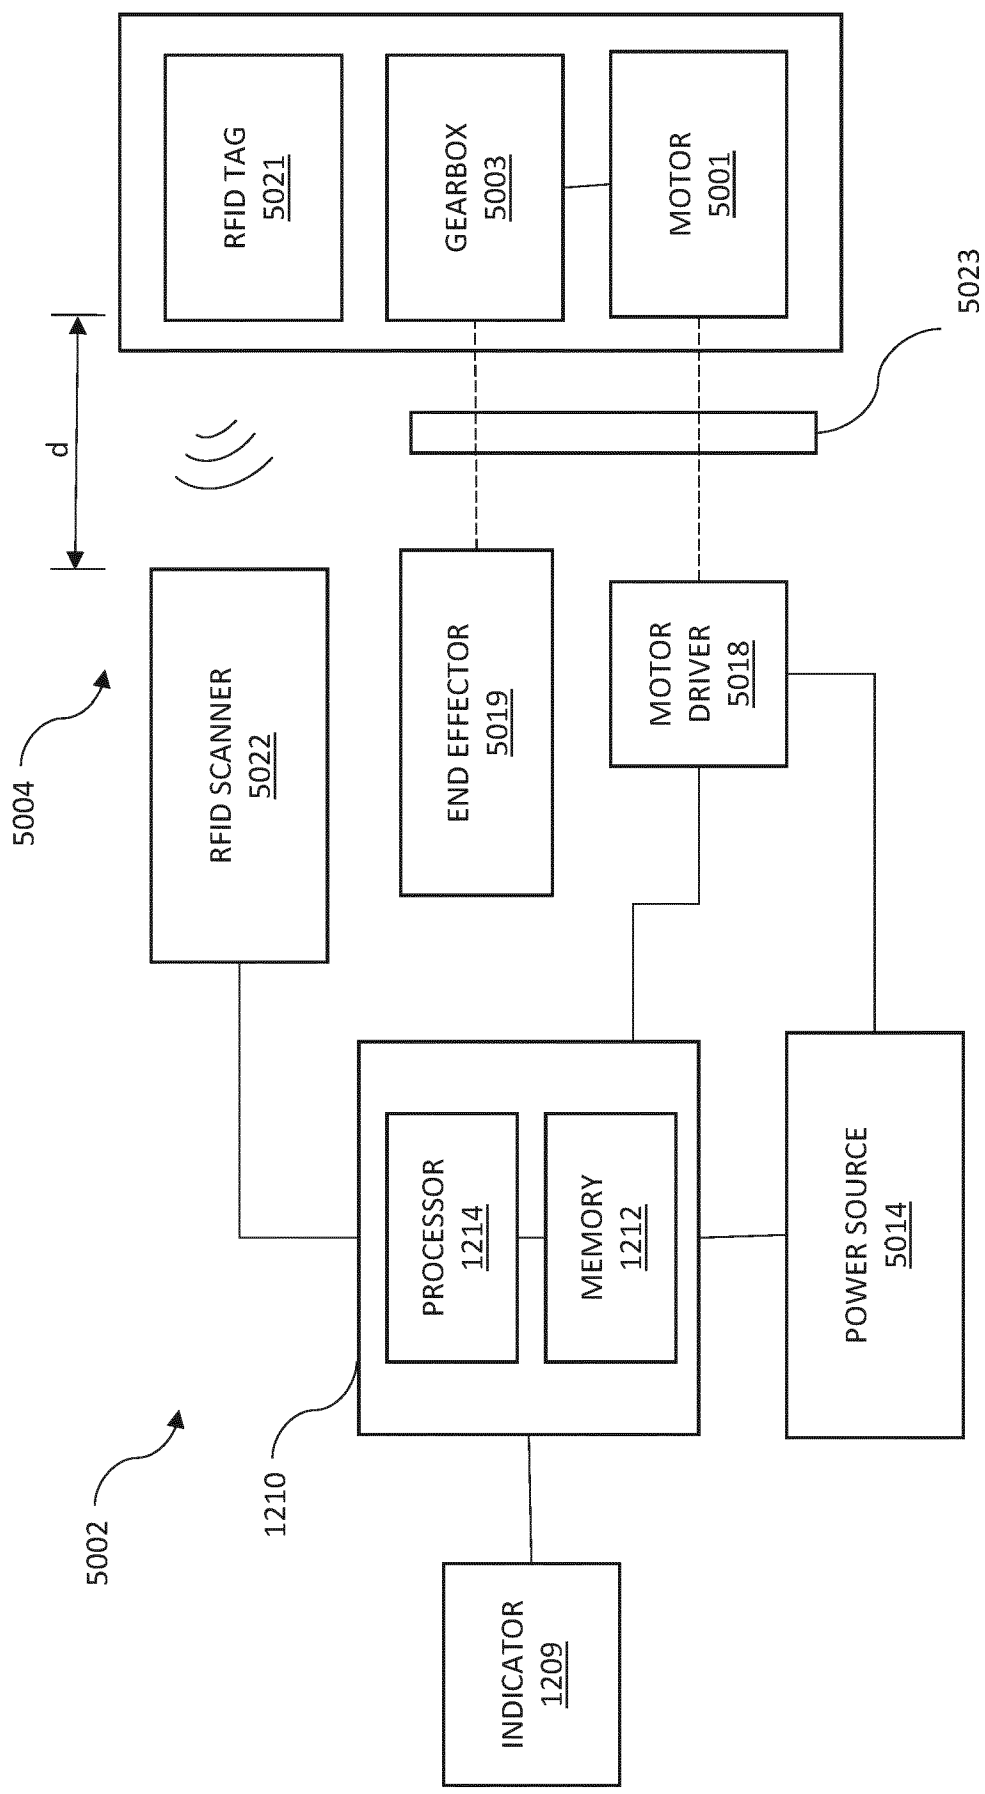 5002
5004
d
1210
INDICATOR
1209
PROCESSOR
1214
MEMORY
1212
POWER SOURCE
5014
RFID SCANNER
5022
END EFFECTOR
5019
MOTOR
DRIVER
5018
RFID TAG
5021
GEARBOX
5003
MOTOR
5001
5023